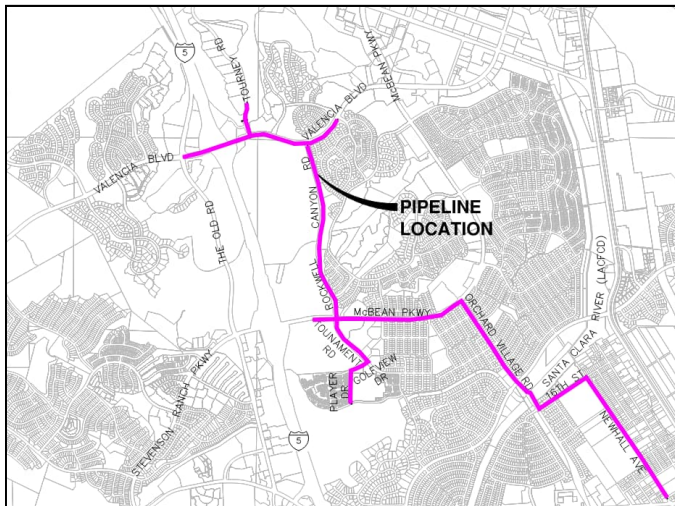 5
TOURNEY RD
McBEAN PKWY
VALENCIA BLVD
VALENCIA BLVD
THE OLD RD
ROCKWELL CANYON RD
PIPELINE
LOCATION
McBEAN PKWY
ORCHARD VILLAGE RD
SANTA CLARA RIVER (LACFCD)
TOUNAMENT
RD
GOLFVIEW
DR
PLAYER
DR
16TH ST
NEWHALL AVE
STEVENSON RANCH PKWY
5